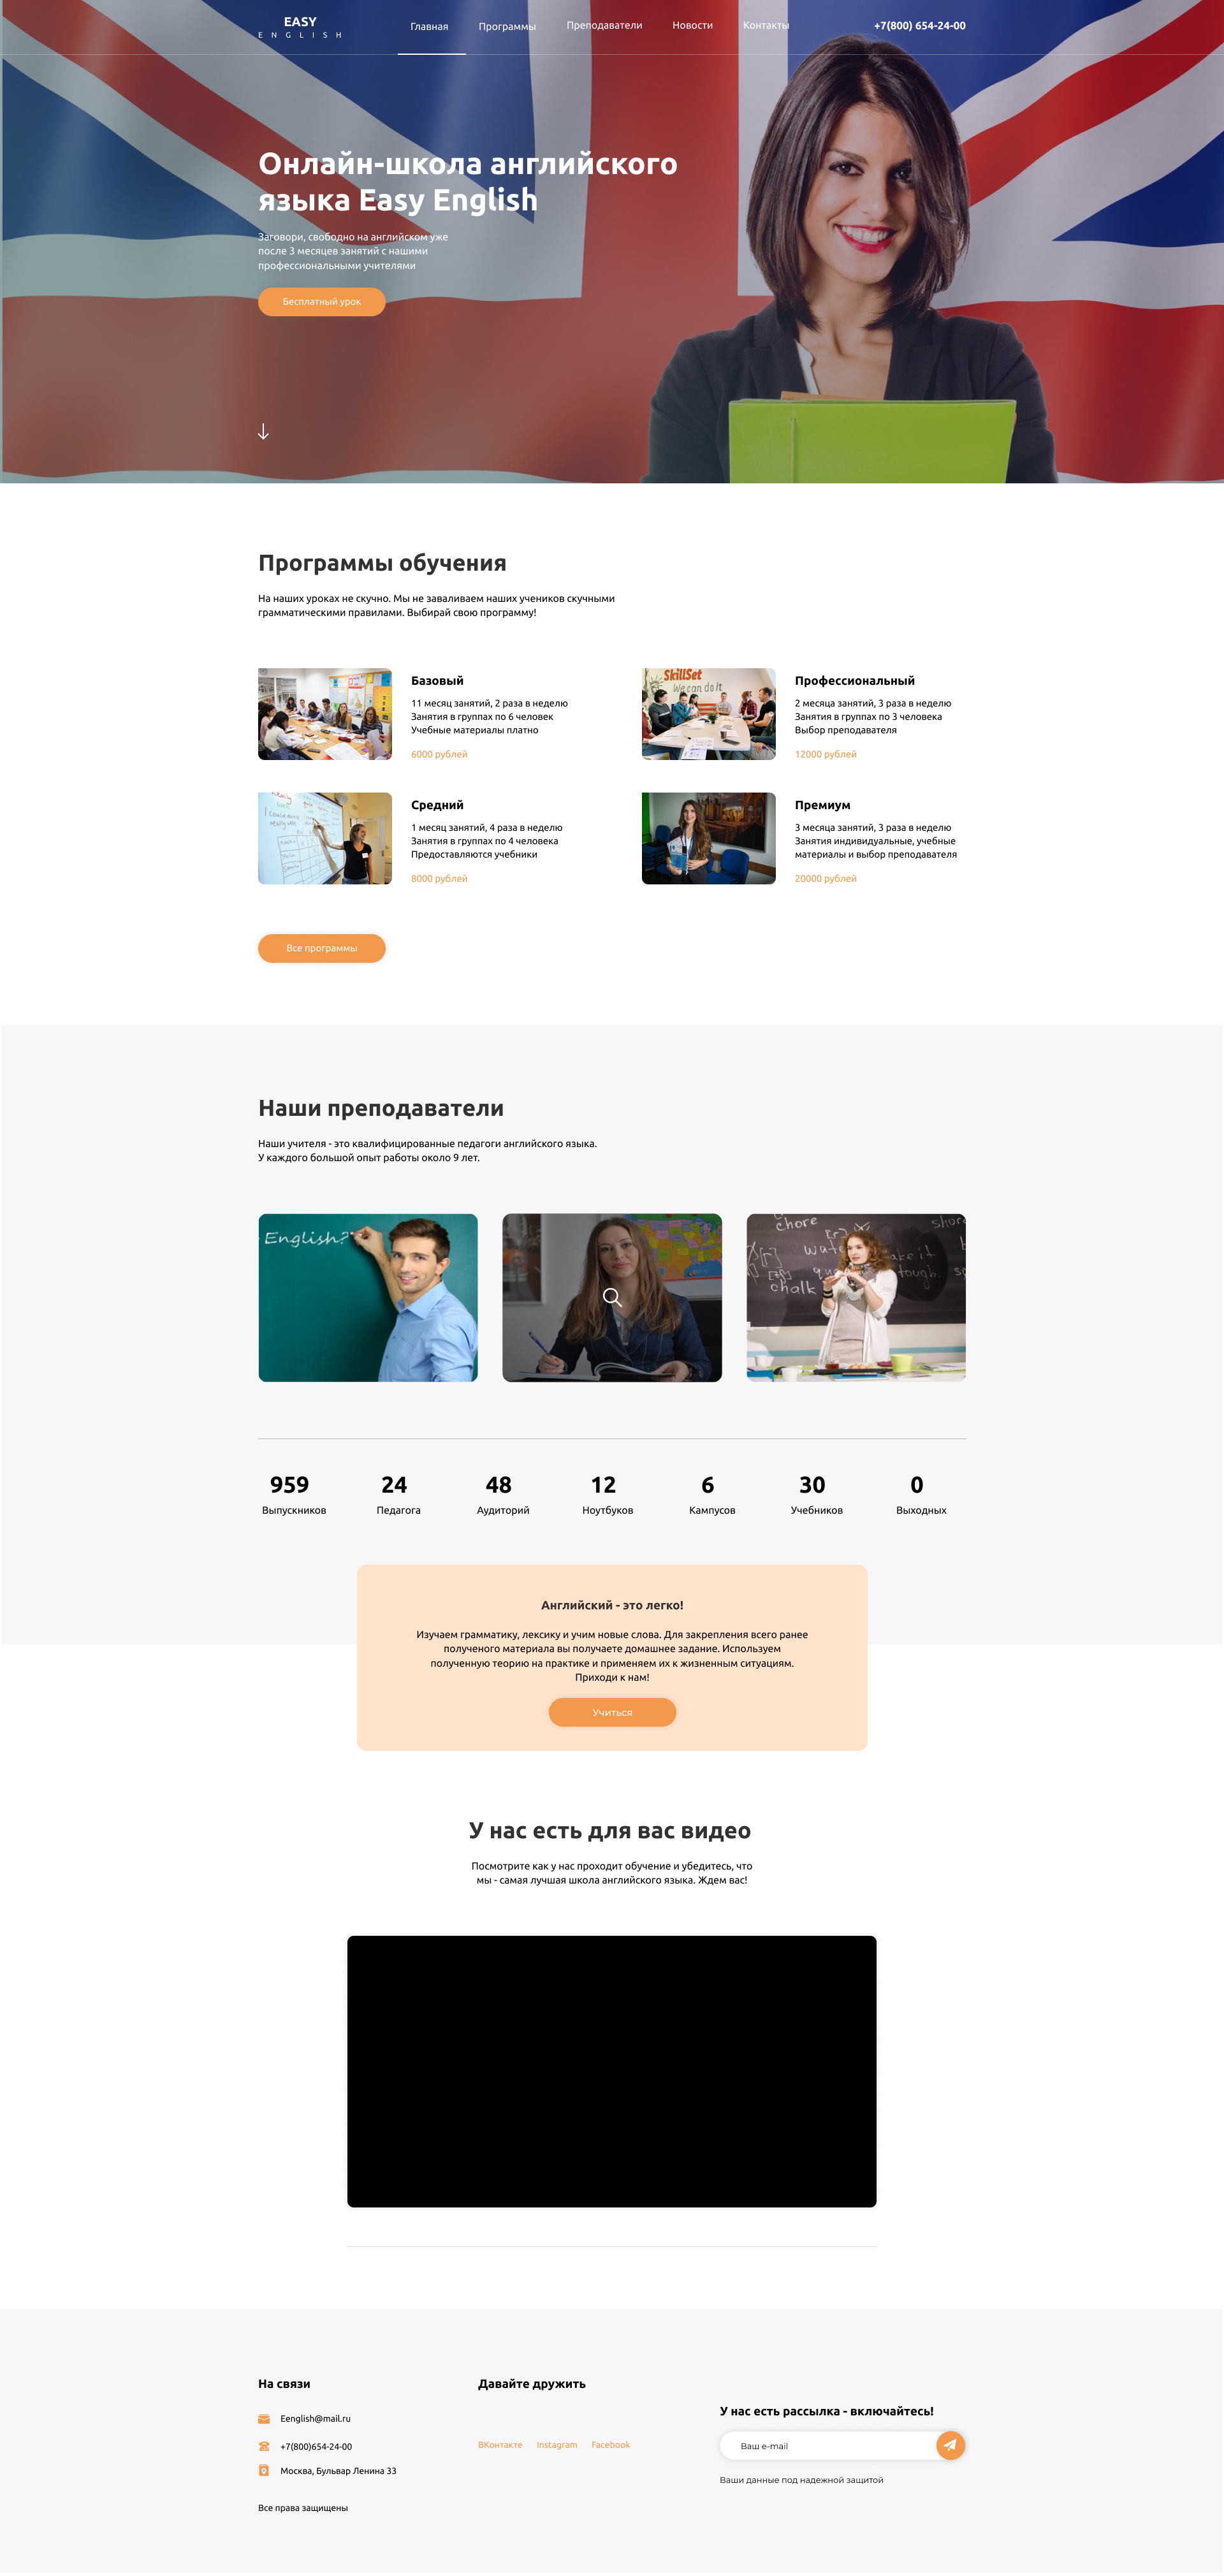 EASY
ENGLISH
Главная Программы Преподаватели Новости Контакты +7(800) 654-24-00
Онлайн-школа английского
языка Easy English
Заговори, свободно на английском уже
после 3 месяцев занятий с нашими
профессиональными учителями
Бесплатный урок
Программы обучения
На наших уроках не скучно. Мы не заваливаем наших учеников скучными
грамматическими правилами. Выбирай свою программу!
Базовый
11 месяц занятий, 2 раза в неделю
Занятия в группах по 6 человек
Учебные материалы платно
6000 рублей
SkillSet
We can do it
Профессиональный
2 месяца занятий, 3 раза в неделю
Занятия в группах по 3 человека
Выбор преподавателя
12000 рублей
Средний
1 месяц занятий, 4 раза в неделю
Занятия в группах по 4 человека
Предоставляются учебники
8000 рублей
Премиум
3 месяца занятий, 3 раза в неделю
Занятия индивидуальные, учебные
материалы и выбор преподавателя
20000 рублей
Все программы
Наши преподаватели
Наши учителя - это квалифицированные педагоги английского языка.
У каждого большой опыт работы около 9 лет.
English?
chore
chalk
tough.
959 24 48 12 6 30 0
Выпускников Педагога Аудиторий Ноутбуков Кампусов Учебников Выходных
Английский - это легко!
Изучаем грамматику, лексику и учим новые слова. Для закрепления всего ранее
полученого материала вы получаете домашнее задание. Используем
полученную теорию на практике и применяем их к жизненным ситуациям.
Приходи к нам!
Учиться
У нас есть для вас видео
Посмотрите как у нас проходит обучение и убедитесь, что
мы - самая лучшая школа английского языка. Ждем вас!
На связи
Eenglish@mail.ru
+7(800)654-24-00
Москва, Бульвар Ленина 33
Все права защищены
Давайте дружить
ВКонтакте Instagram Facebook
У нас есть рассылка - включайтесь!
Ваш e-mail
Ваши данные под надежной защитой